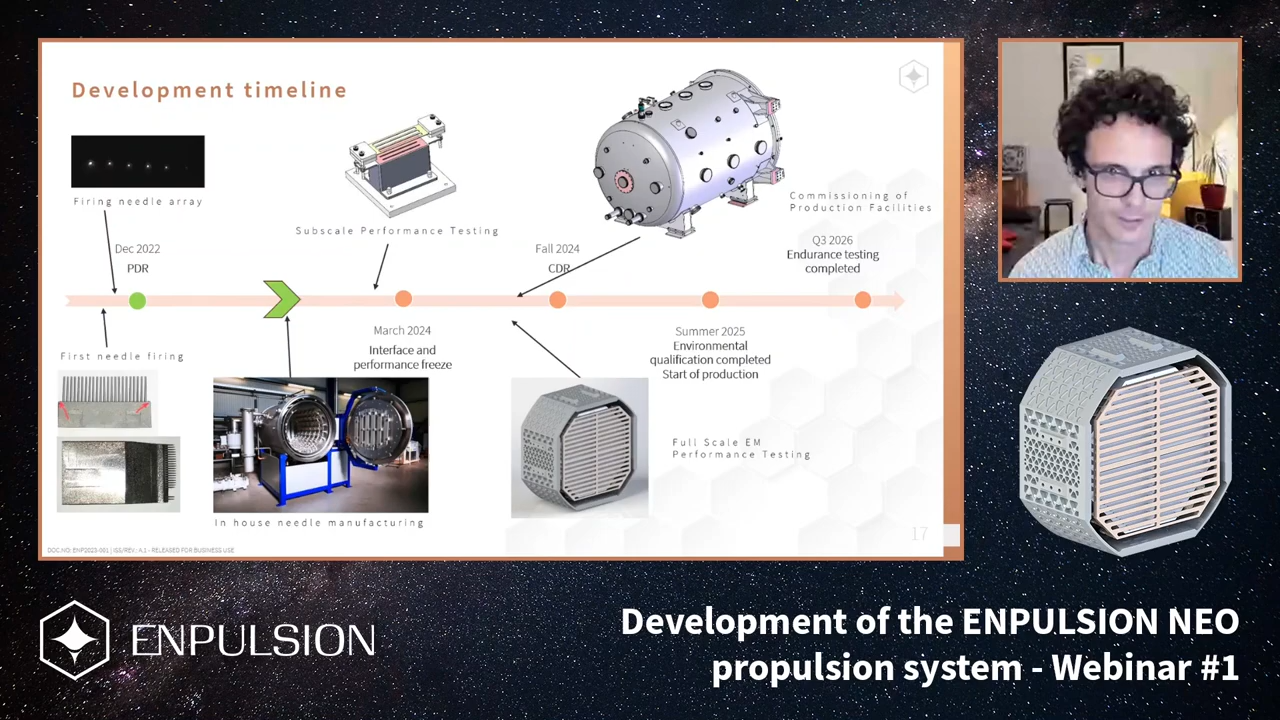 Development timeline
Firing needle array
Dec 2022
PDR
First needle firing
In house needle manufacturing
Subscale Performance Testing
March 2024
Interface and
performance freeze
Fall 2024
CDR
Full Scale EM
Performance Testing
Commissioning of
Production Facilities
Summer 2025
Environmental
qualification completed
Start of production
Q3 2026
Endurance testing
completed
17
DOC.NO: ENP2023-001 | ISS/REV.: A.1 - RELEASED FOR BUSINESS USE
ENPULSION
Development of the ENPULSION NEO
propulsion system - Webinar #1